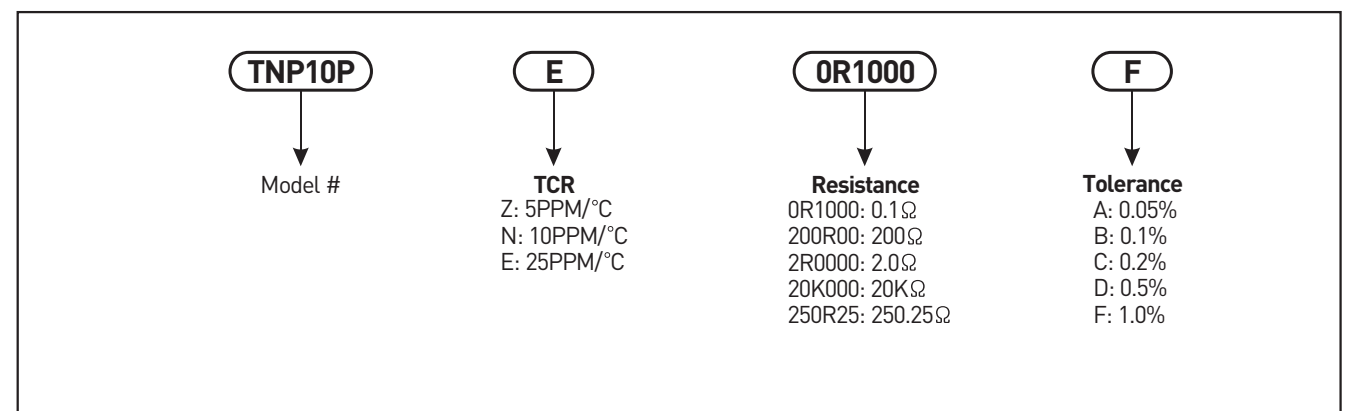 TNP10P
E
0R1000
F
Model #
TCR
Z: 5PPM/°C
N: 10PPM/°C
E: 25PPM/°C
Resistance
0R1000: 0.1Ω
200R00: 200Ω
2R0000: 2.0Ω
20K000: 20KΩ
250R25: 250.25Ω
Tolerance
A: 0.05%
B: 0.1%
C: 0.2%
D: 0.5%
F: 1.0%